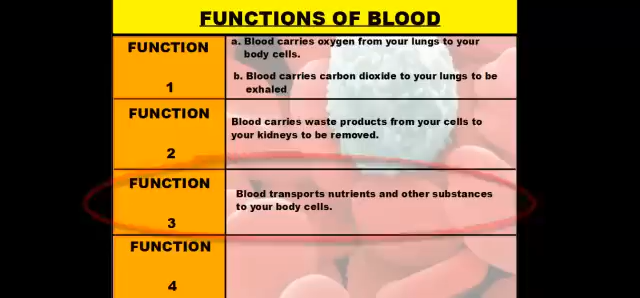 FUNCTIONS OF BLOOD
FUNCTION
1
a. Blood carries oxygen from your lungs to your
body cells.
b. Blood carries carbon dioxide to your lungs to be
exhaled
FUNCTION
2
Blood carries waste products from your cells to
your kidneys to be removed.
FUNCTION
3
Blood transports nutrients and other substances
to your body cells.
FUNCTION
4